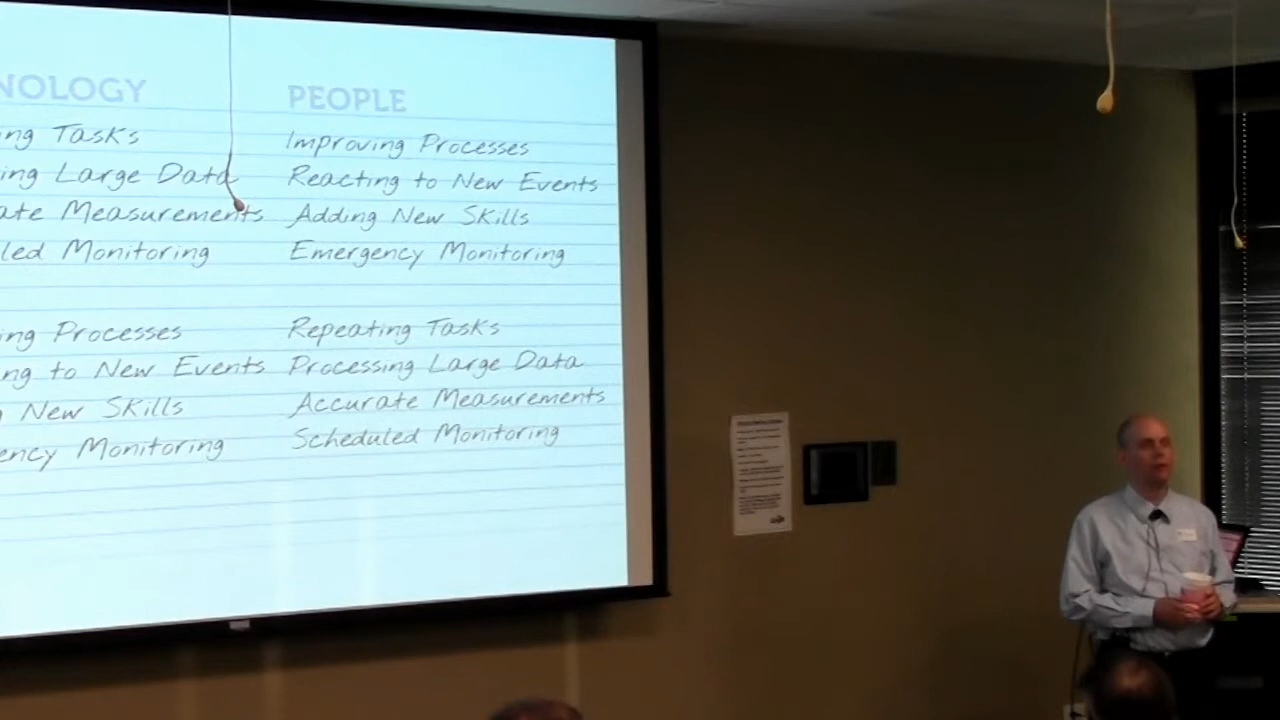 NOLOGY PEOPLE
ing Tasks Improving Processes
ing Large Data Reacting to New Events
ate Measurements Adding New Skills
led Monitoring Emergency Monitoring
ing Processes Repeating Tasks
ng to New Events Processing Large Data
New Skills Accurate Measurements
ency Monitoring Scheduled Monitoring